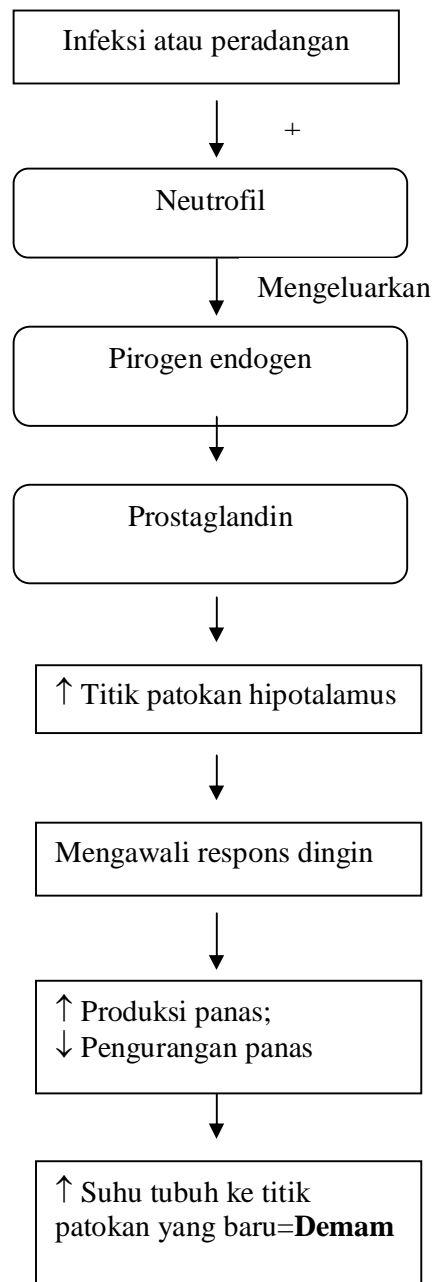 Infeksi atau peradangan
+
Neutrofil
Mengeluarkan
Pirogen endogen
Prostaglandin
↑ Titik patokan hipotalamus
Mengawali respons dingin
↑ Produksi panas;
↓ Pengurangan panas
↑ Suhu tubuh ke titik
patokan yang baru=Demam